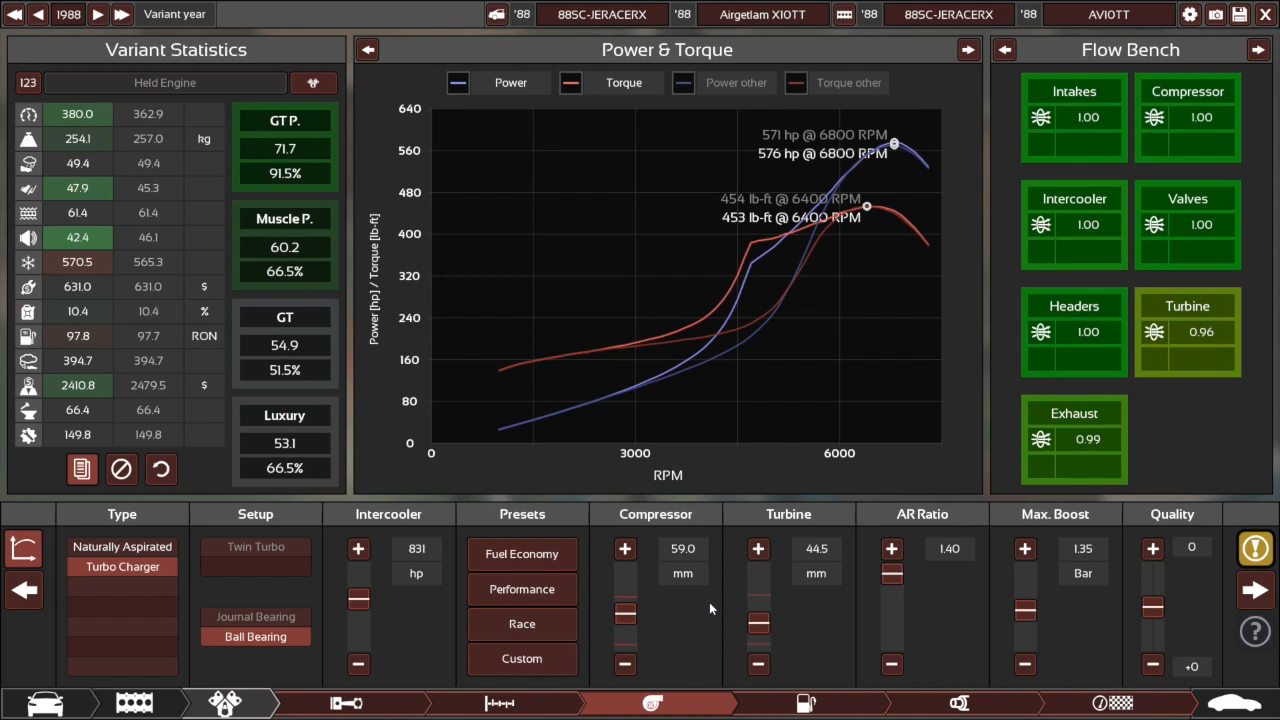 1988
Variant year
'88
88SC-JERACERX
'88
Airgetlam X10TT
'88
88SC-JERACERX
'88
AV10TT
Variant Statistics
123
Held Engine
380.0 362.9
254.1 257.0 kg
49.4 49.4
47.9 45.3
61.4 61.4
42.4 46.1
570.5 565.3
631.0 631.0 $
10.4 10.4 %
97.8 97.7 RON
394.7 394.7
2410.8 2479.5 $
66.4 66.4
149.8 149.8
GT P.
71.7
91.5%
Muscle P.
60.2
66.5%
GT
54.9
51.5%
Luxury
53.1
66.5%
Power & Torque
Power
Torque
Power other
Torque other
640
560
480
400
320
240
160
80
0
Power [hp] / Torque [lb-ft]
571 hp @ 6800 RPM
576 hp @ 6800 RPM
454 lb-ft @ 6400 RPM
453 lb-ft @ 6400 RPM
0 3000 6000
RPM
Flow Bench
Intakes
1.00
Compressor
1.00
Intercooler
1.00
Valves
1.00
Headers
1.00
Turbine
0.96
Exhaust
0.99
Type
Naturally Aspirated
Turbo Charger
Setup
Twin Turbo
Journal Bearing
Ball Bearing
Intercooler
831
hp
Presets
Fuel Economy
Performance
Race
Custom
Compressor
59.0
mm
Turbine
44.5
mm
AR Ratio
1.40
Max. Boost
1.35
Bar
Quality
0
+0